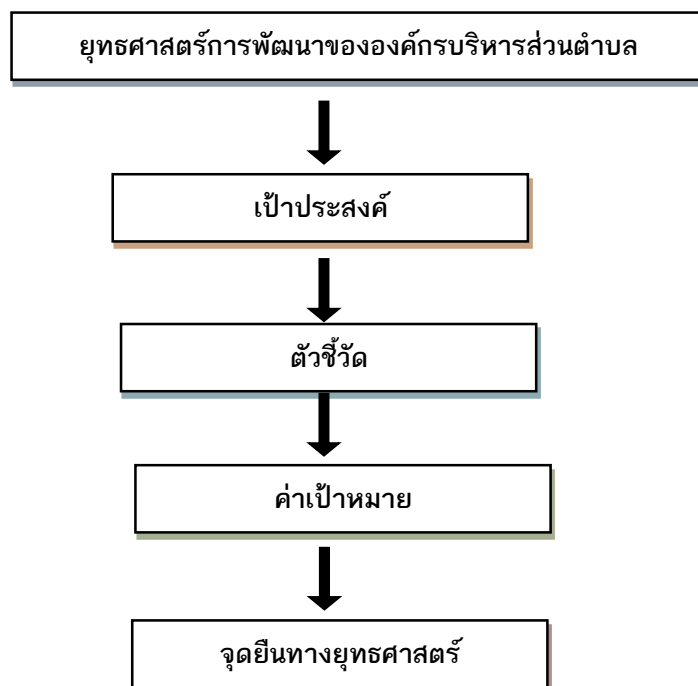 ยุทธศาสตร์การพัฒนาขององค์กรบริหารส่วนตำบล
เป้าประสงค์
ตัวชี้วัด
ค่าเป้าหมาย
จุดยืนทางยุทธศาสตร์